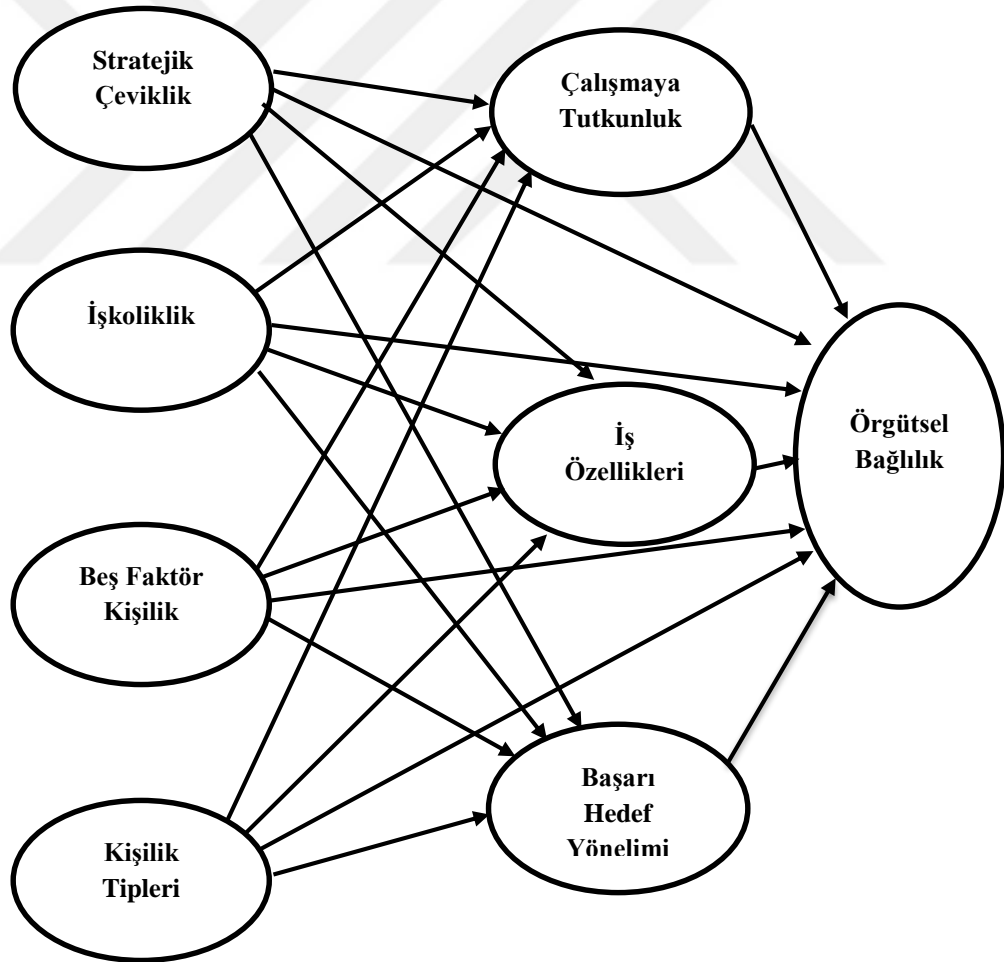 Stratejik
Çeviklik
Çalışmaya
Tutkunluk
İşkoliklik
İş
Özellikleri
Örgütsel
Bağlılık
Beş Faktör
Kişilik
Başarı
Hedef
Yönelimi
Kişilik
Tipleri